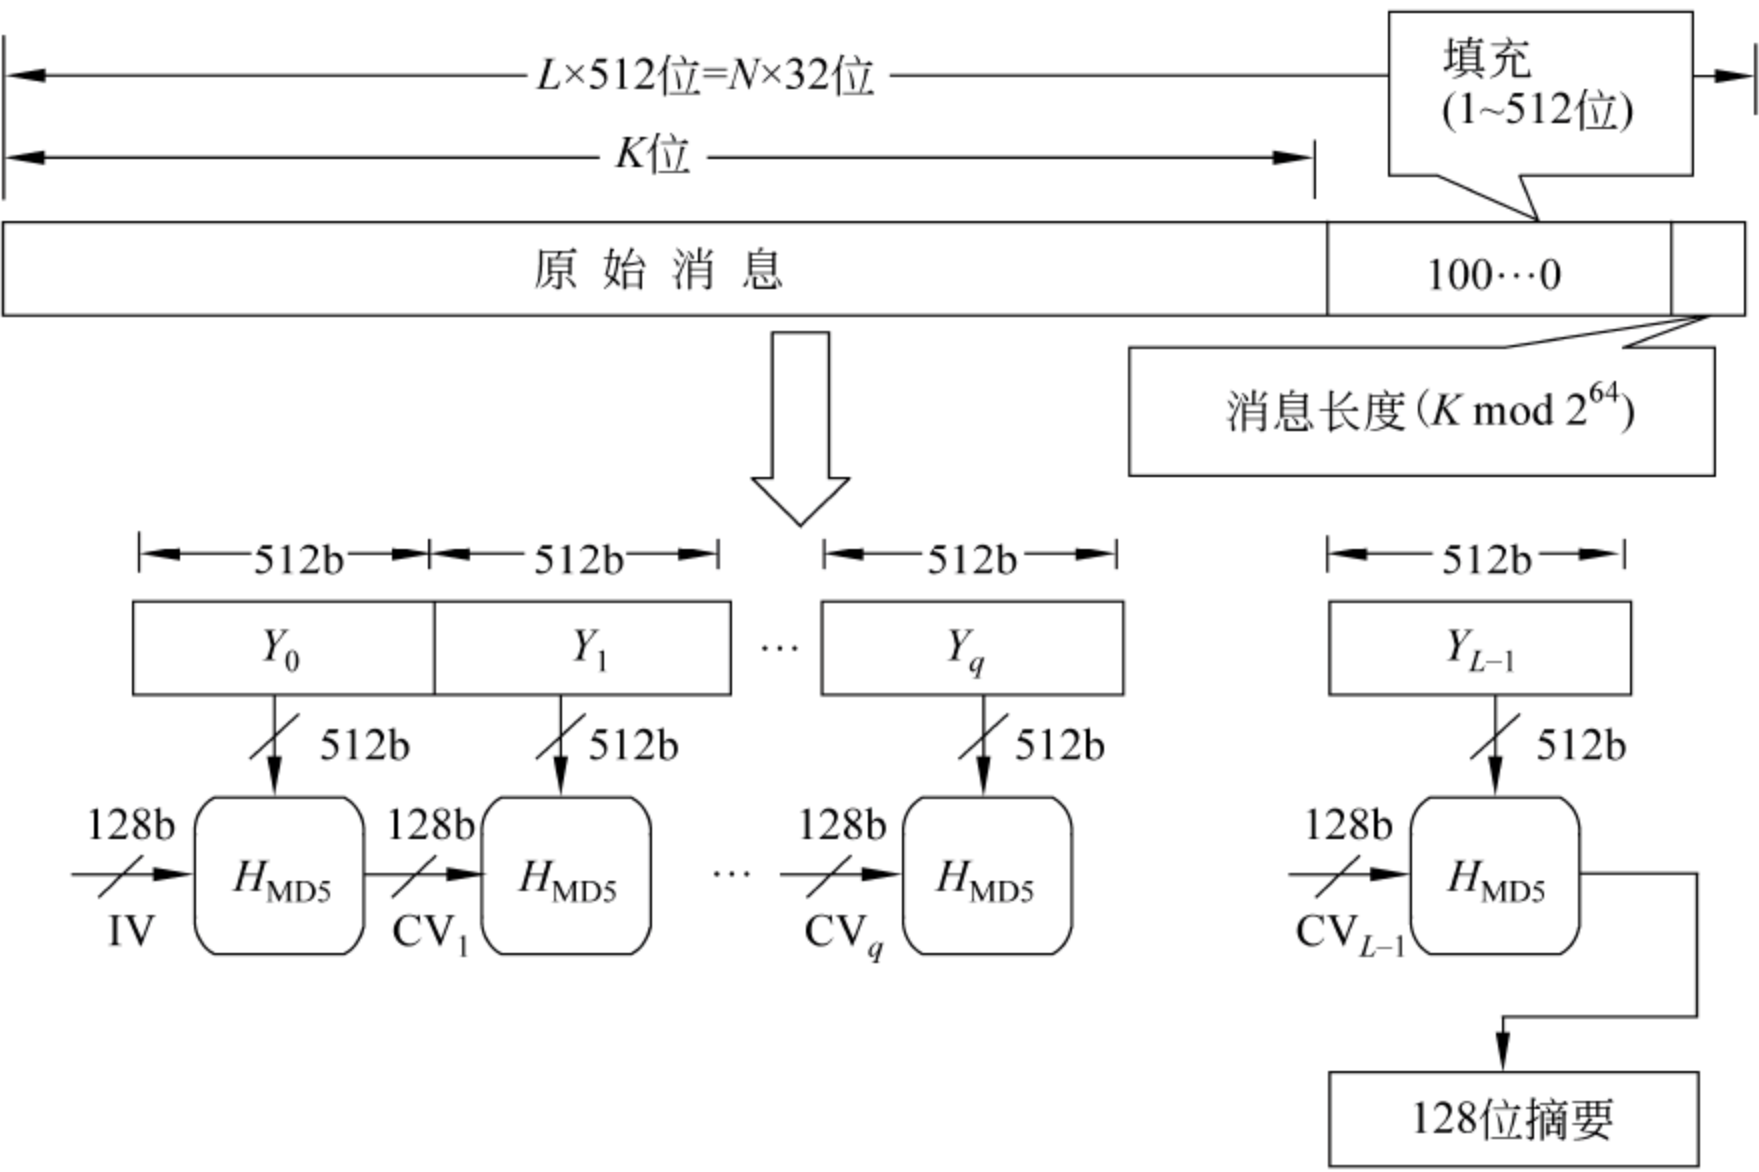 L×512位=N×32位
填充
(1~512位)
K位
原 始 消 息
100…0
消息长度(K mod 2^64)
512b
512b
512b
512b
Y0
Y1
…
Yq
YL−1
512b
512b
512b
512b
128b
128b
128b
128b
HMD5
HMD5
…
HMD5
HMD5
IV
CV1
CVq
CVL−1
128位摘要